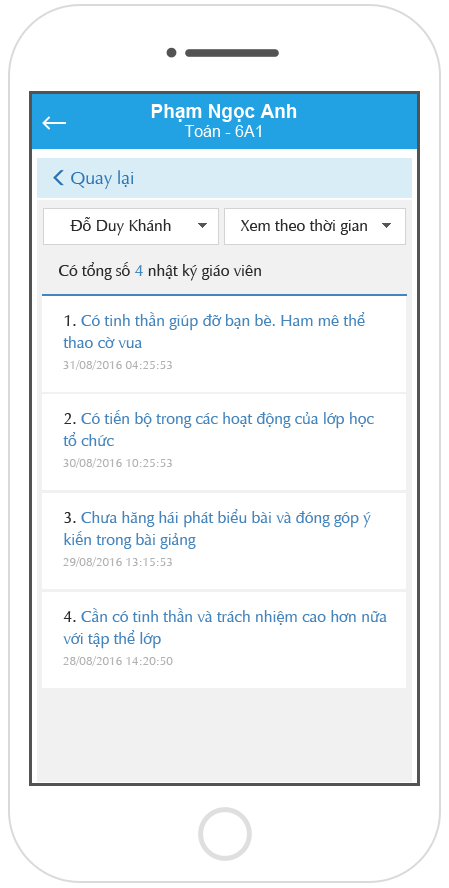 Phạm Ngọc Anh
Toán - 6A1
Quay lại
Đỗ Duy Khánh
Xem theo thời gian
Có tổng số 4 nhật ký giáo viên
1. Có tinh thần giúp đỡ bạn bè. Ham mê thể
thao cờ vua
31/08/2016 04:25:53
2. Có tiến bộ trong các hoạt động của lớp học
tổ chức
30/08/2016 10:25:53
3. Chưa hăng hái phát biểu bài và đóng góp ý
kiến trong bài giảng
29/08/2016 13:15:53
4. Cần có tinh thần và trách nhiệm cao hơn nữa
với tập thể lớp
28/08/2016 14:20:50